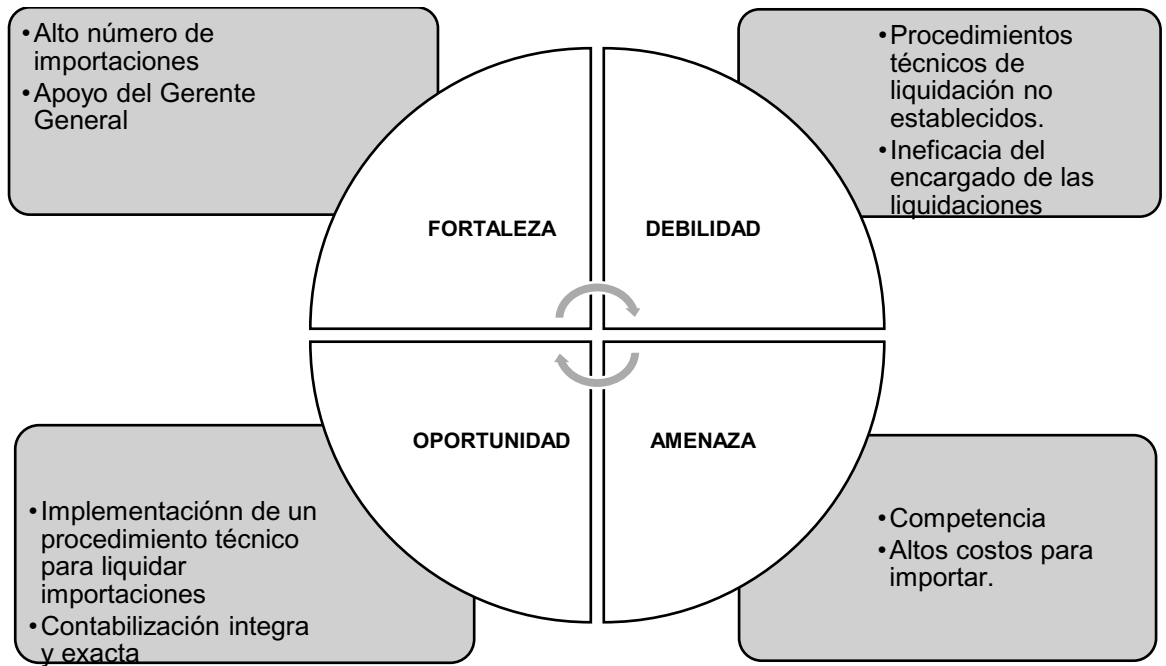 •Alto número de
importaciones
•Apoyo del Gerente
General
•Procedimientos
técnicos de
liquidación no
establecidos.
•Ineficacia del
encargado de las
liquidaciones
FORTALEZA
DEBILIDAD
OPORTUNIDAD
AMENAZA
•Implementaciónn de un
procedimiento técnico
para liquidar
importaciones
•Contabilización integra
y exacta
•Competencia
•Altos costos para
importar.